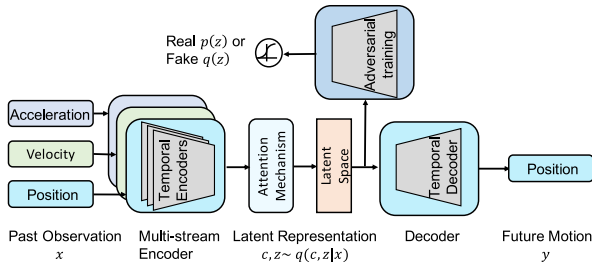 Real p(z) or
Fake q(z)
Adversarial
training
Acceleration
Velocity
Position
Temporal
Encoders
Attention
Mechanism
Latent
Space
Temporal
Decoder
Position
Past Observation
x
Multi-stream
Encoder
Latent Representation
c, z~ q(c, z|x)
Decoder
Future Motion
y